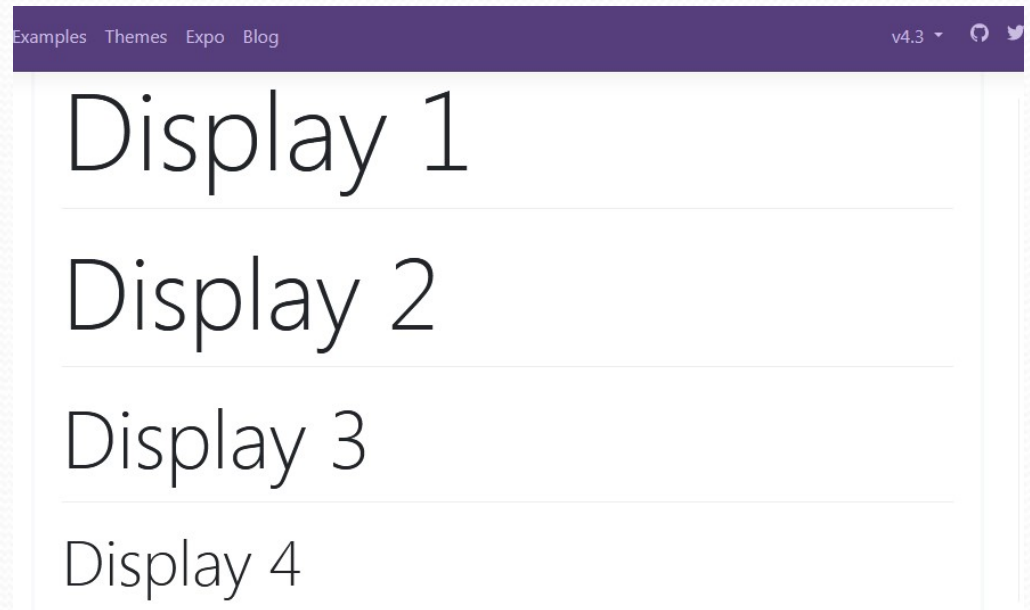 Examples Themes Expo Blog v4.3
Display 1
Display 2
Display 3
Display 4